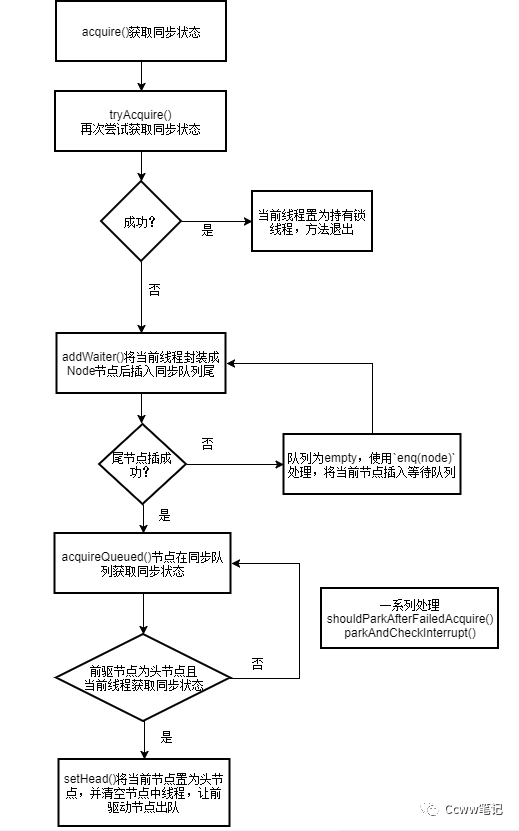 acquire()获取同步状态
tryAcquire()
再次尝试获取同步状态
成功？
是
当前线程置为持有锁
线程，方法退出
否
addWaiter()将当前线程封装成
Node节点后插入同步队列尾
尾节点插成
功？
否
队列为empty，使用`enq(node)`
处理，将当前节点插入等待队列
是
acquireQueued()节点在同步队
列获取同步状态
一系列处理
shouldParkAfterFailedAcquire()
parkAndCheckInterrupt()
前驱节点为头节点且
当前线程获取同步状态
否
是
setHead()将当前节点置为头节
点，并清空节点中线程，让前
驱动节点出队
Ccww笔记